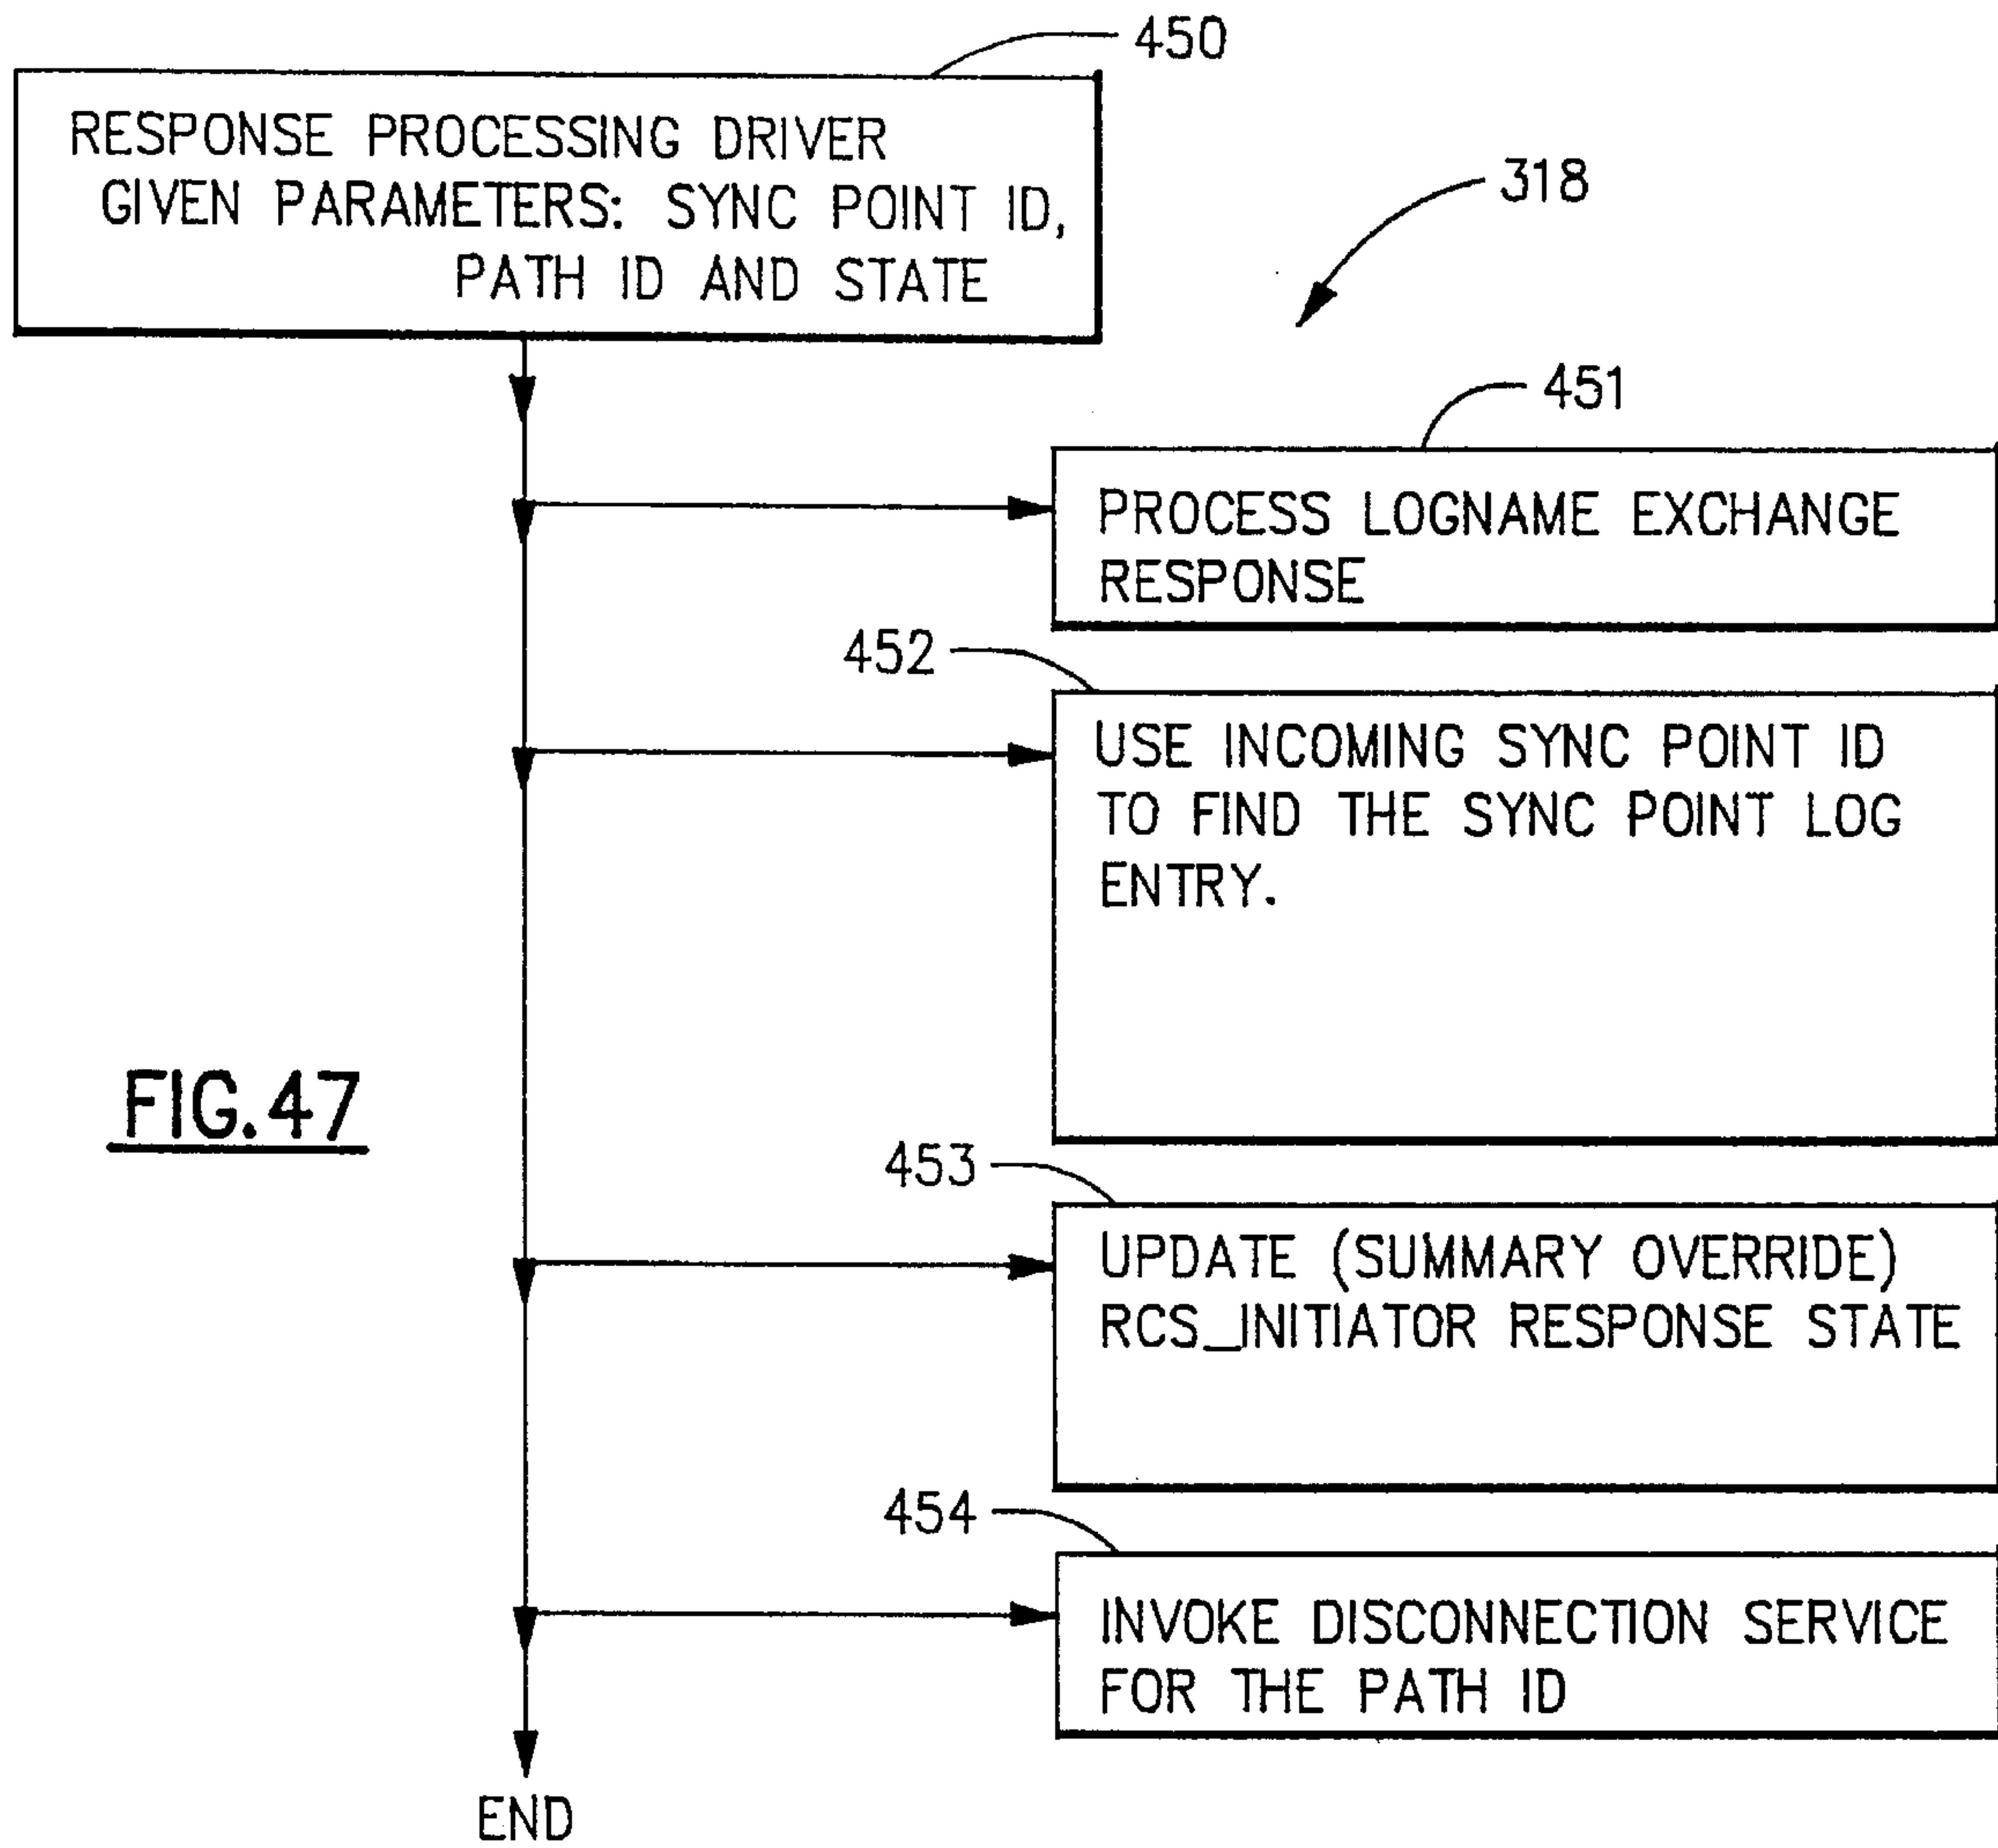 450
RESPONSE PROCESSING DRIVER
GIVEN PARAMETERS: SYNC POINT ID,
PATH ID AND STATE
318
451
PROCESS LOGNAME EXCHANGE
RESPONSE
452
USE INCOMING SYNC POINT ID
TO FIND THE SYNC POINT LOG
ENTRY.
FIG.47
453
UPDATE (SUMMARY OVERRIDE)
RCS_INITIATOR RESPONSE STATE
454
INVOKE DISCONNECTION SERVICE
FOR THE PATH ID
END